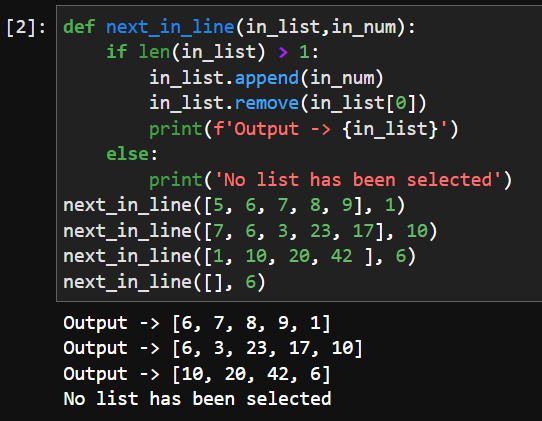 [2]: def next_in_line(in_list,in_num):
    if len(in_list) > 1:
        in_list.append(in_num)
        in_list.remove(in_list[0])
        print(f'Output -> {in_list}')
    else:
        print('No list has been selected')
next_in_line([5, 6, 7, 8, 9], 1)
next_in_line([7, 6, 3, 23, 17], 10)
next_in_line([1, 10, 20, 42 ], 6)
next_in_line([], 6)
Output -> [6, 7, 8, 9, 1]
Output -> [6, 3, 23, 17, 10]
Output -> [10, 20, 42, 6]
No list has been selected